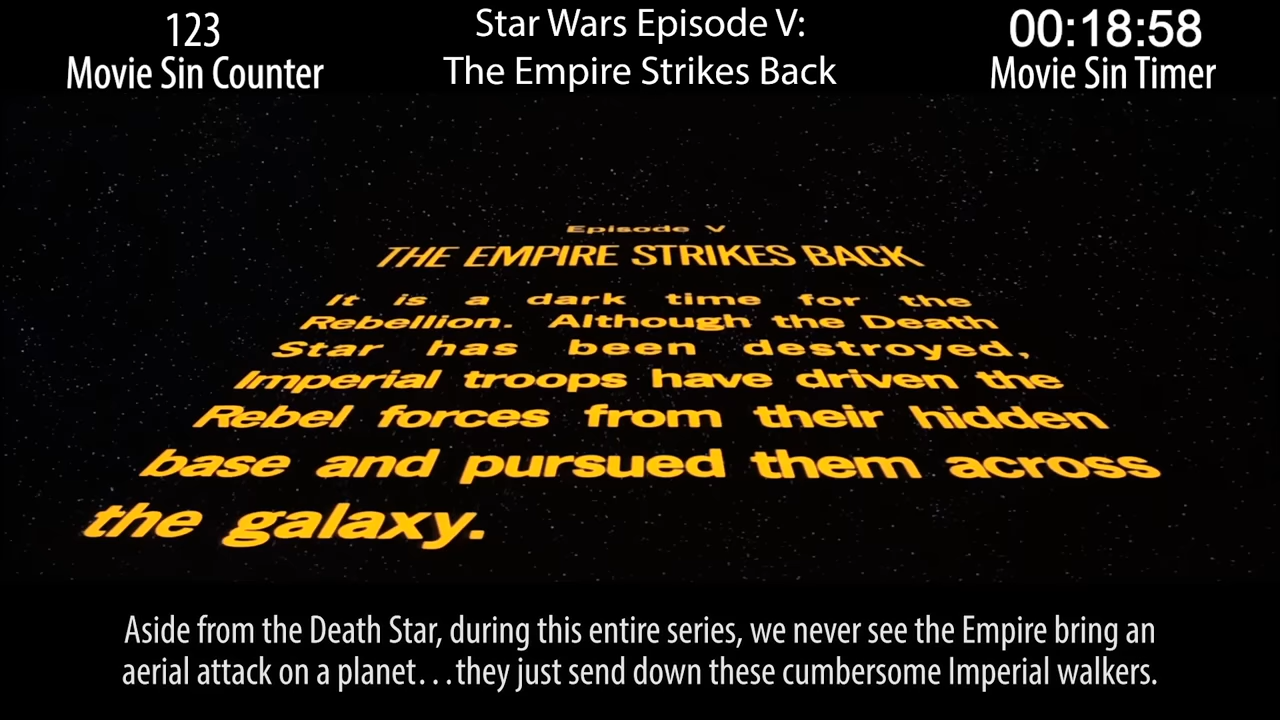 123
Movie Sin Counter
Star Wars Episode V:
The Empire Strikes Back
00:18:58
Movie Sin Timer
Episode V
THE EMPIRE STRIKES BACK
It is a dark time for the
Rebellion. Although the Death
Star has been destroyed,
Imperial troops have driven the
Rebel forces from their hidden
base and pursued them across
the galaxy.
Aside from the Death Star, during this entire series, we never see the Empire bring an
aerial attack on a planet...they just send down these cumbersome Imperial walkers.